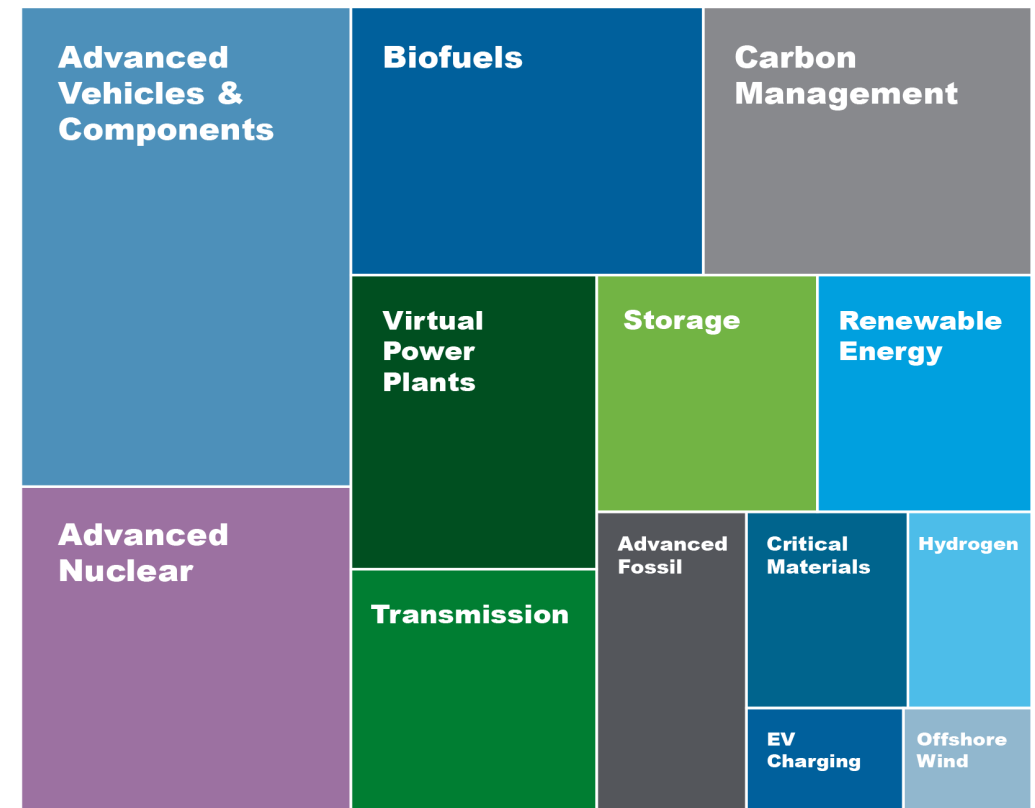 Advanced
Vehicles &
Components
Biofuels
Carbon
Management
Virtual
Power
Plants
Storage
Renewable
Energy
Advanced
Nuclear
Transmission
Advanced
Fossil
Critical
Materials
Hydrogen
EV
Charging
Offshore
Wind